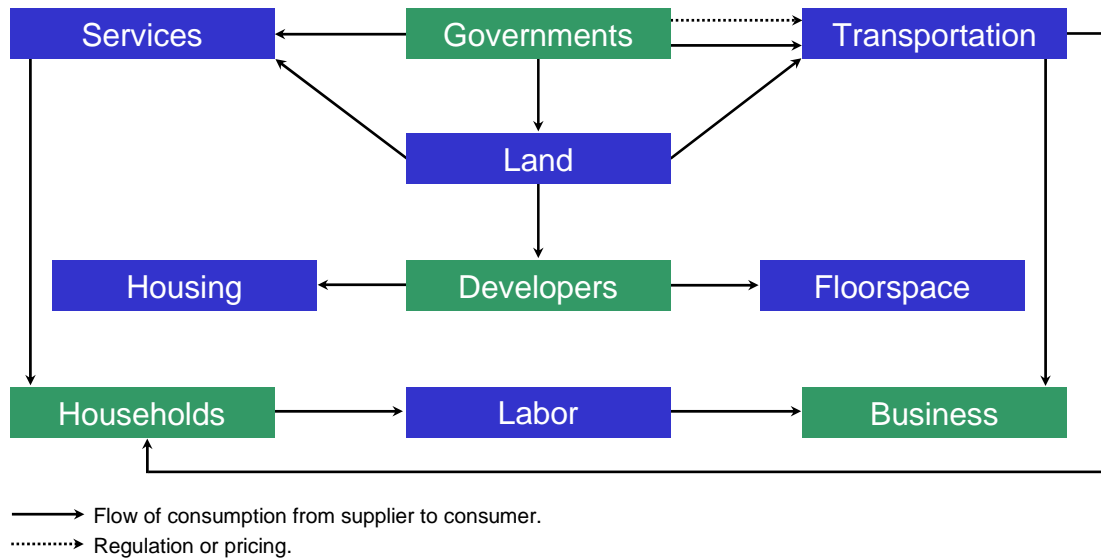 Services
Governments
Transportation
Land
Housing
Developers
Floorspace
Households
Labor
Business
Flow of consumption from supplier to consumer.
Regulation or pricing.